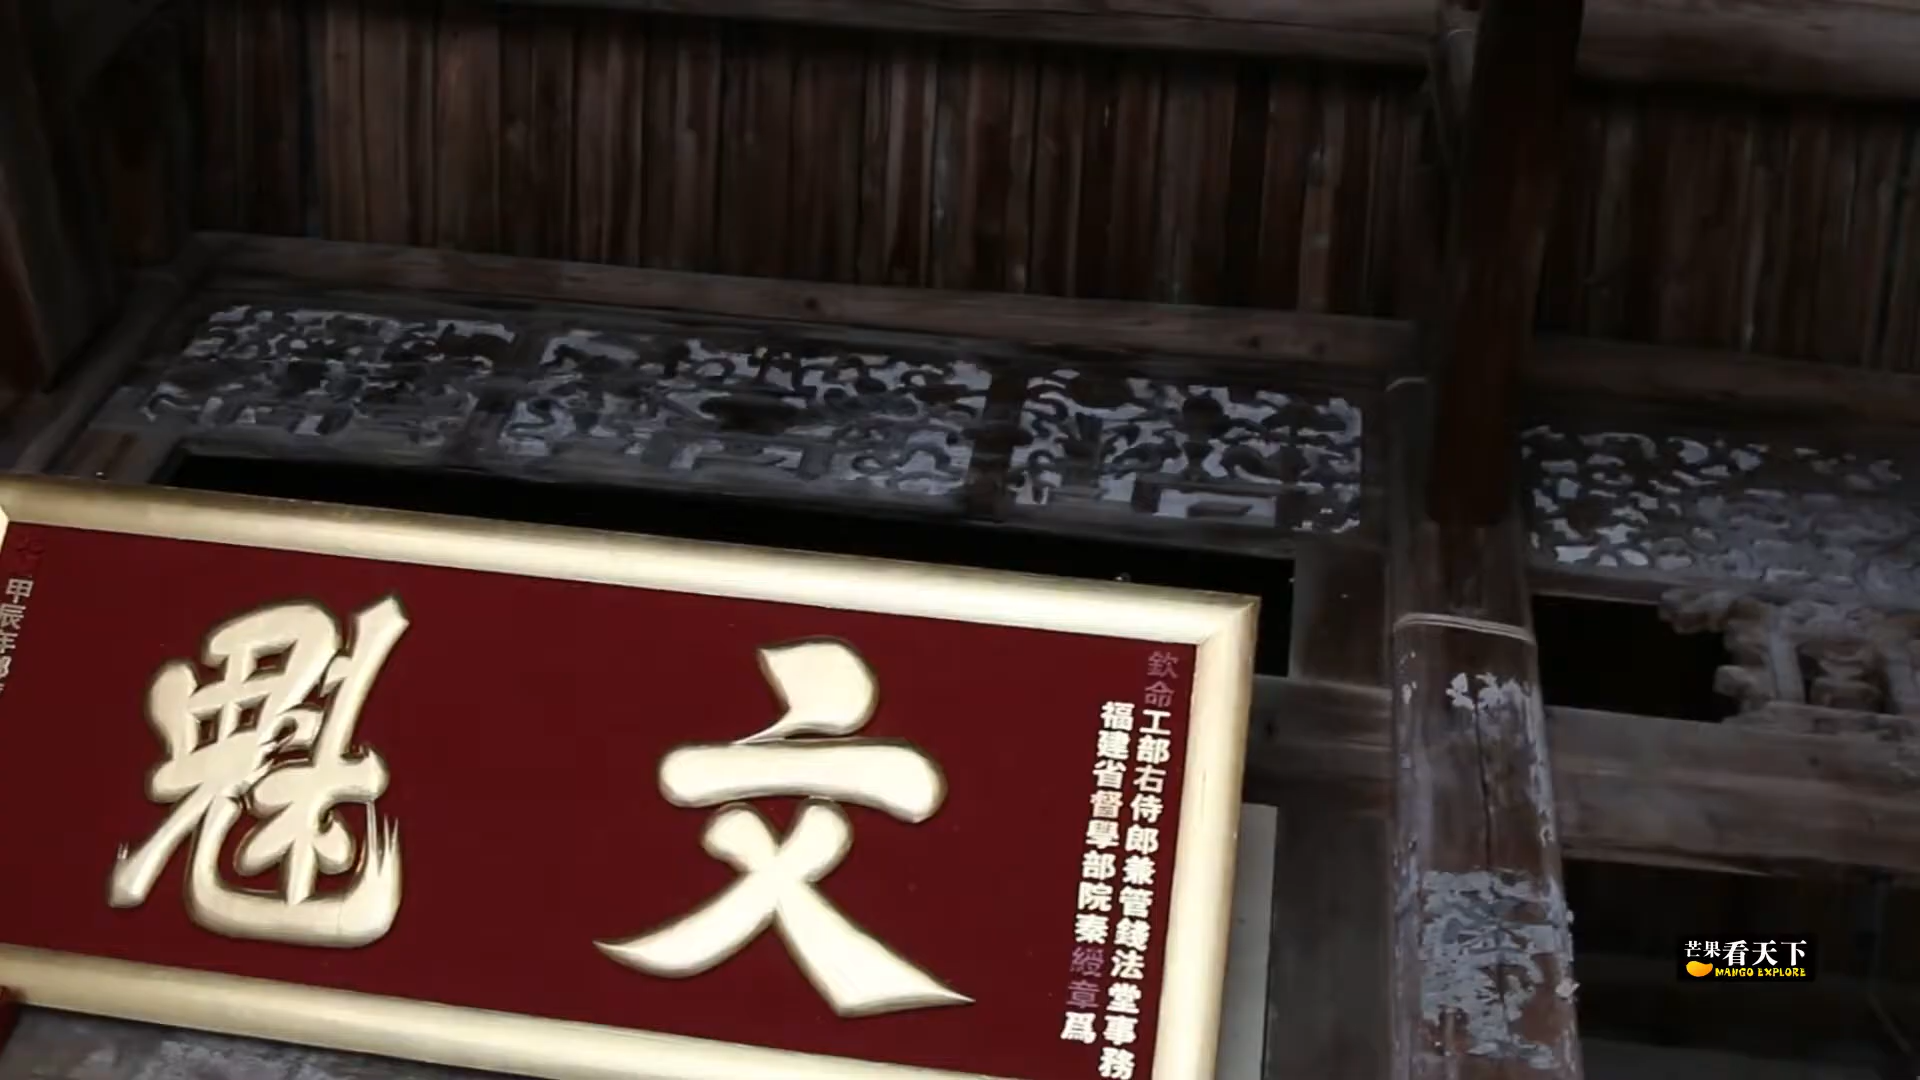 欽命工部右侍郎兼管錢法堂事務
福建省督學部院秦綬章爲
文魁
甲辰年
芒果看天下
MANGO EXPLORE